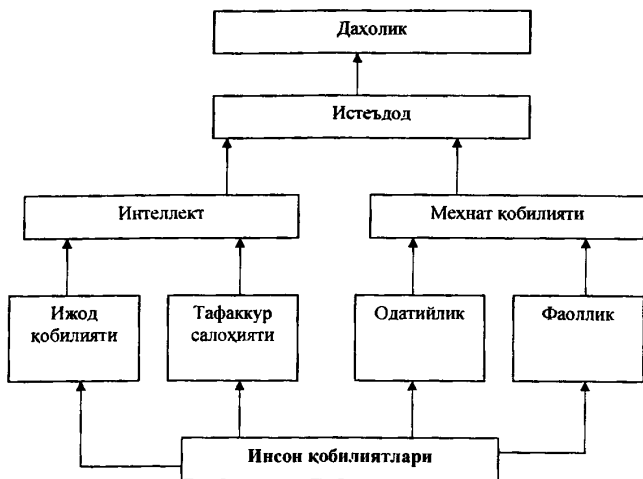 Даҳолик
Истеъдод
Интеллект
Меҳнат қобилияти
Ижод
қобилияти
Тафаккур
салоҳияти
Одатийлик
Фаоллик
Инсон қобилиятлари